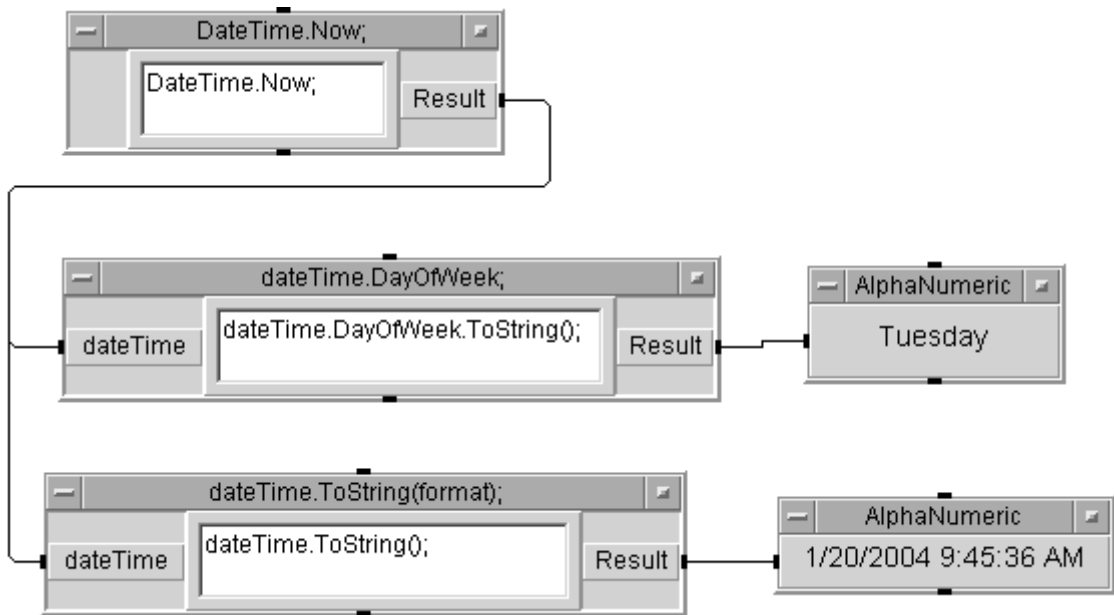 DateTime.Now;
DateTime.Now;
Result
dateTime.DayOfWeek;
dateTime
dateTime.DayOfWeek.ToString();
Result
AlphaNumeric
Tuesday
dateTime.ToString(format);
dateTime
dateTime.ToString();
Result
AlphaNumeric
1/20/2004 9:45:36 AM